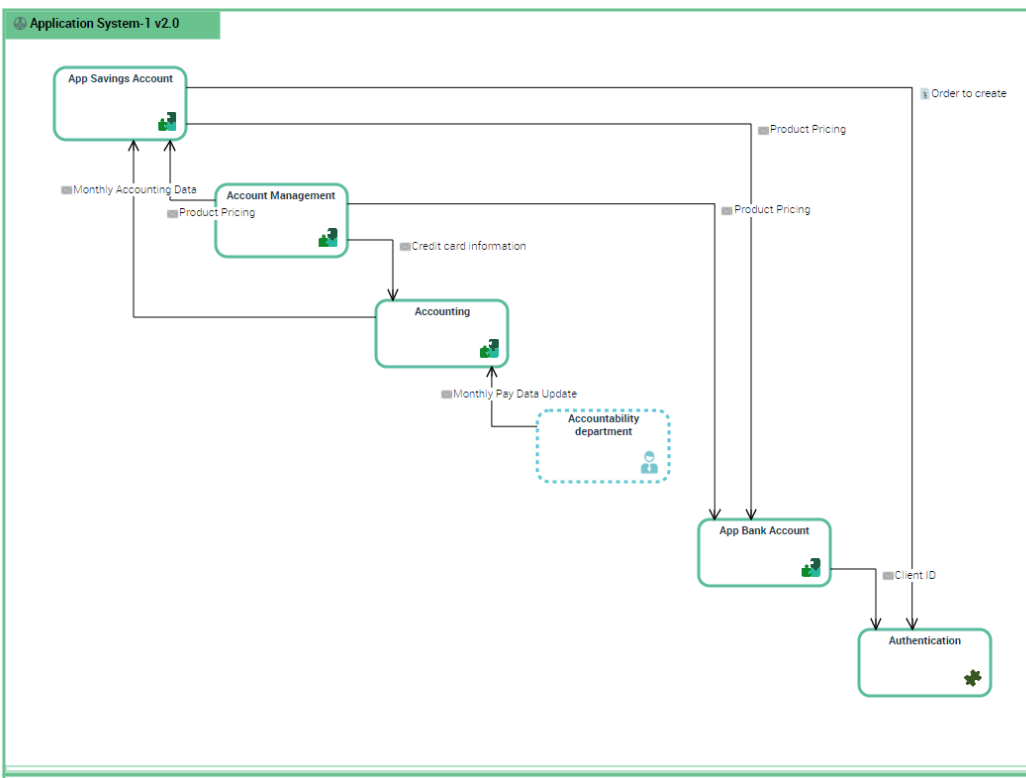 Application System-1 v2.0
App Savings Account
Order to create
Product Pricing
Monthly Accounting Data
Account Management
Product Pricing
Product Pricing
Credit card information
Accounting
Monthly Pay Data Update
Accountability
department
App Bank Account
Client ID
Authentication